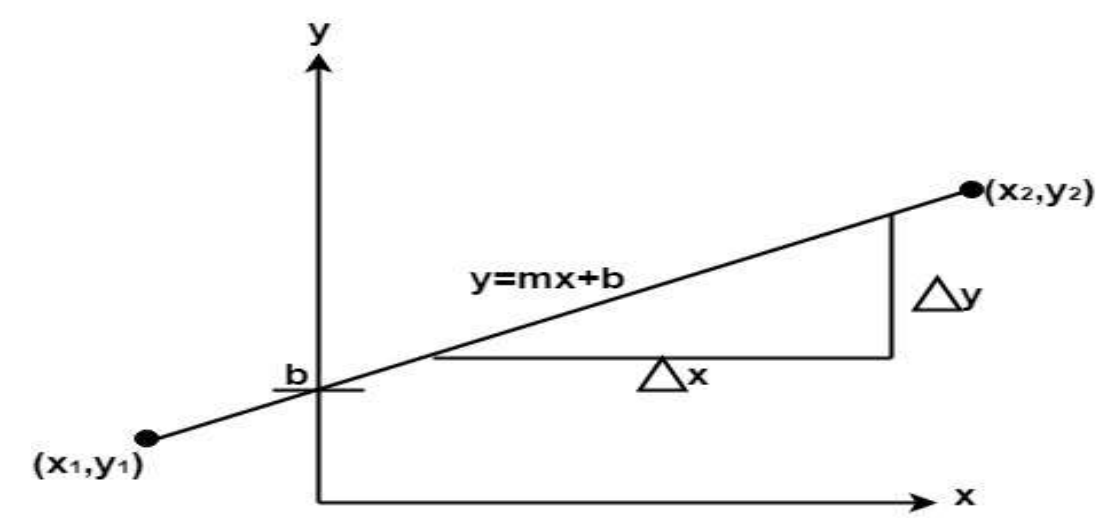 y
(x₂,y₂)
y=mx+b
△y
b
△x
(x₁,y₁)
x